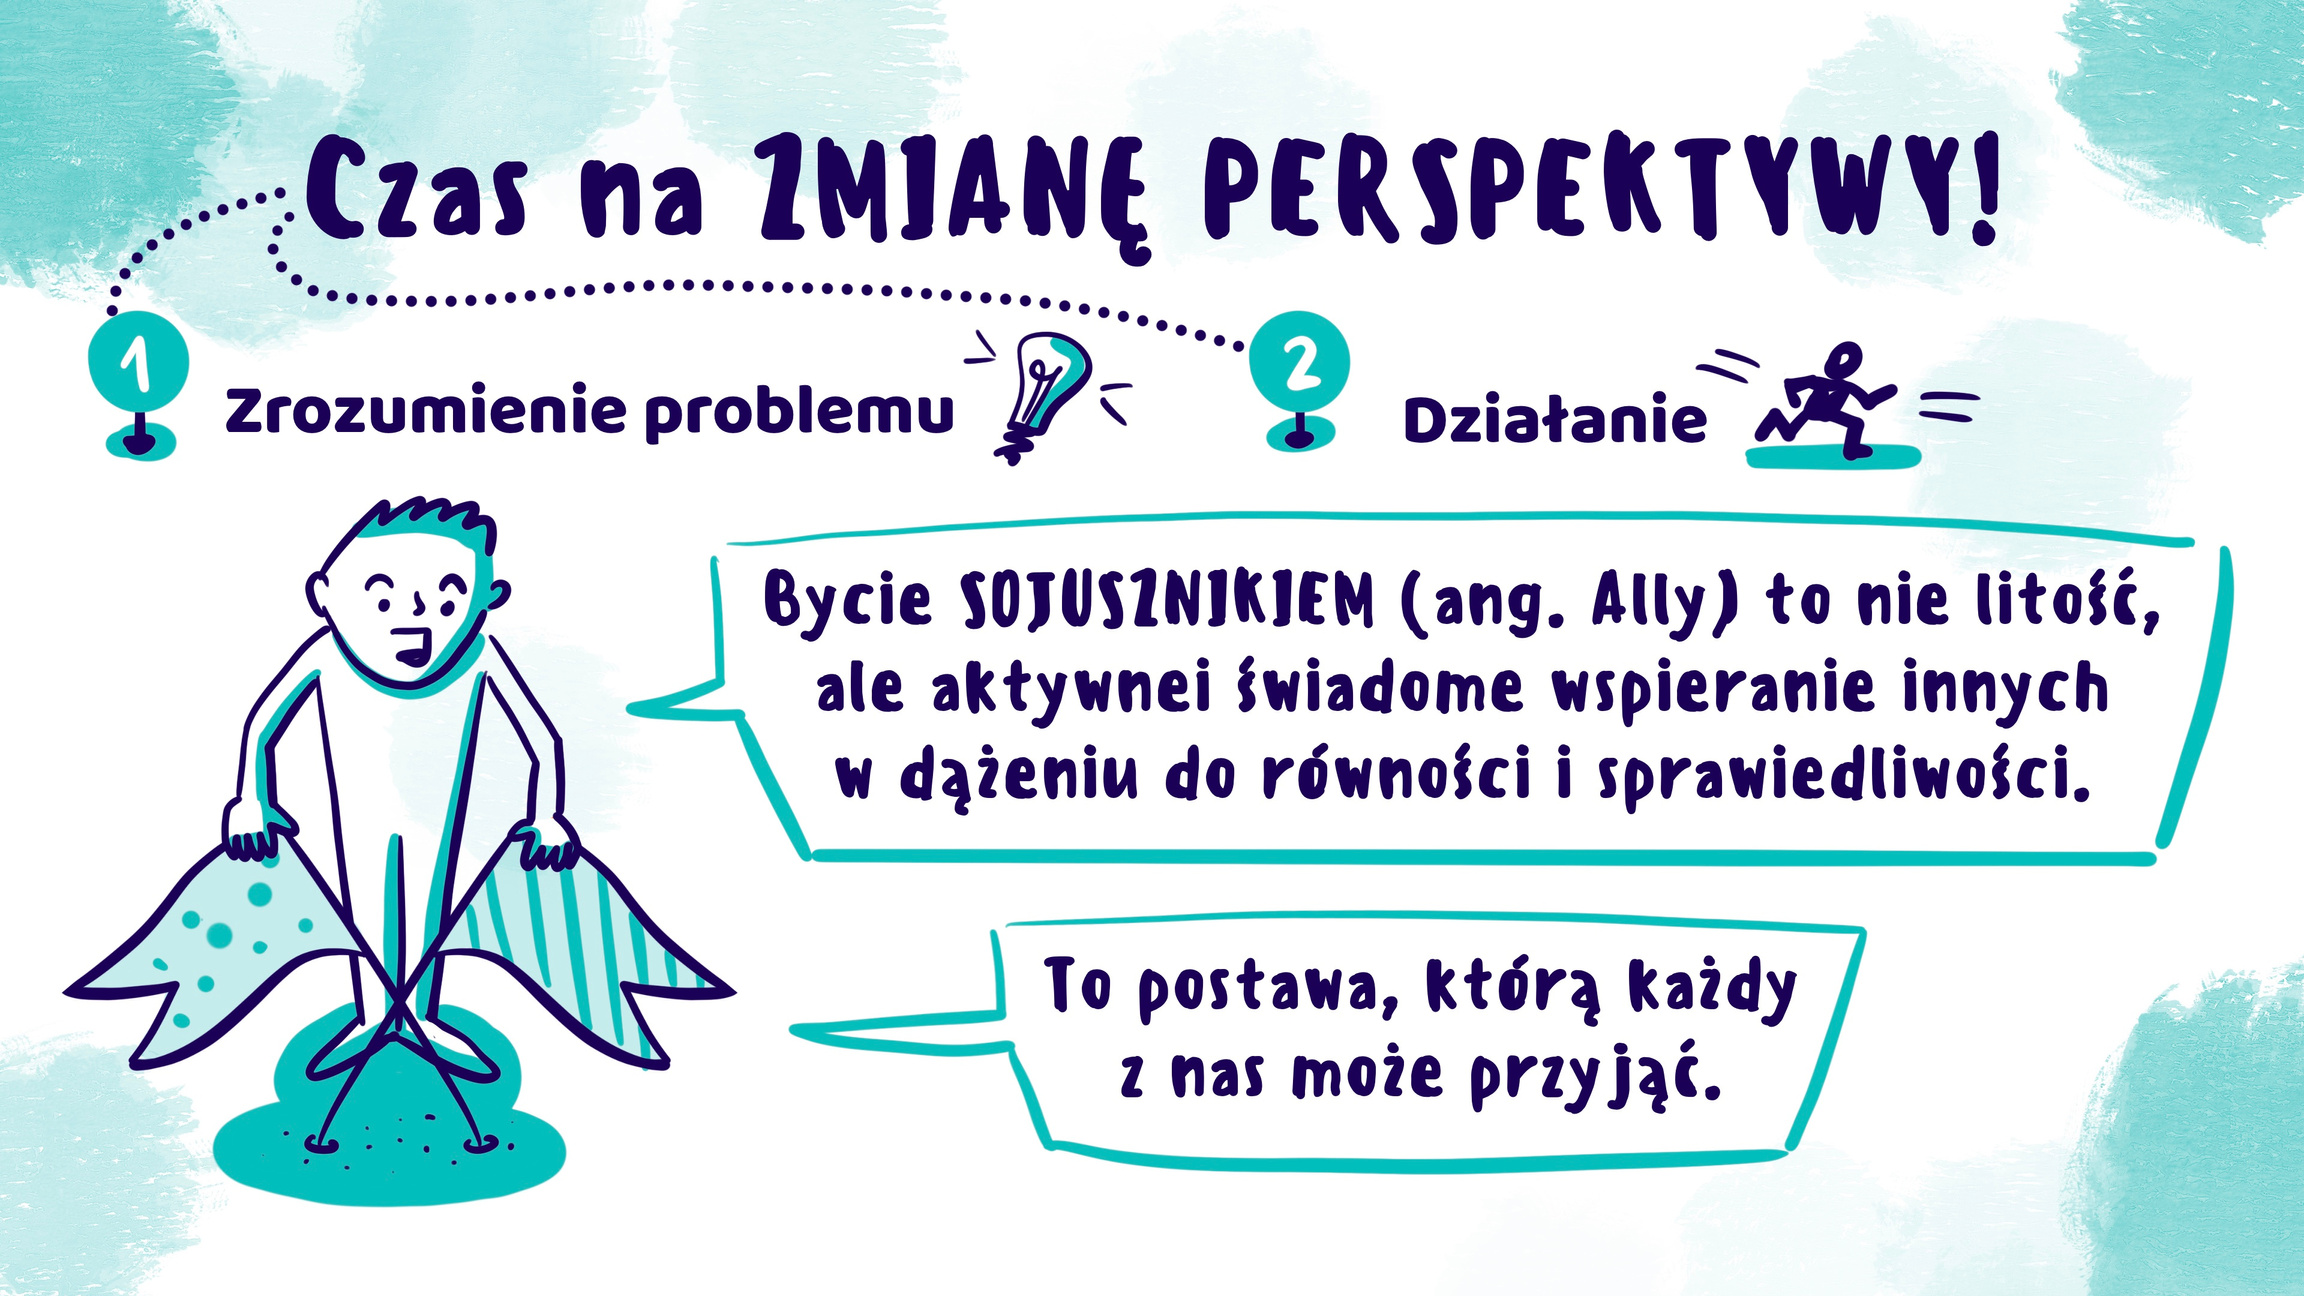 Czas na ZMIANĘ PERSPEKTYWY!
1
Zrozumienie problemu
2
Działanie
Bycie SOJUSZNIKIEM (ang. Ally) to nie litość,
ale aktywnei świadome wspieranie innych
w dążeniu do równości i sprawiedliwości.
To postawa, którą każdy
z nas może przyjąć.